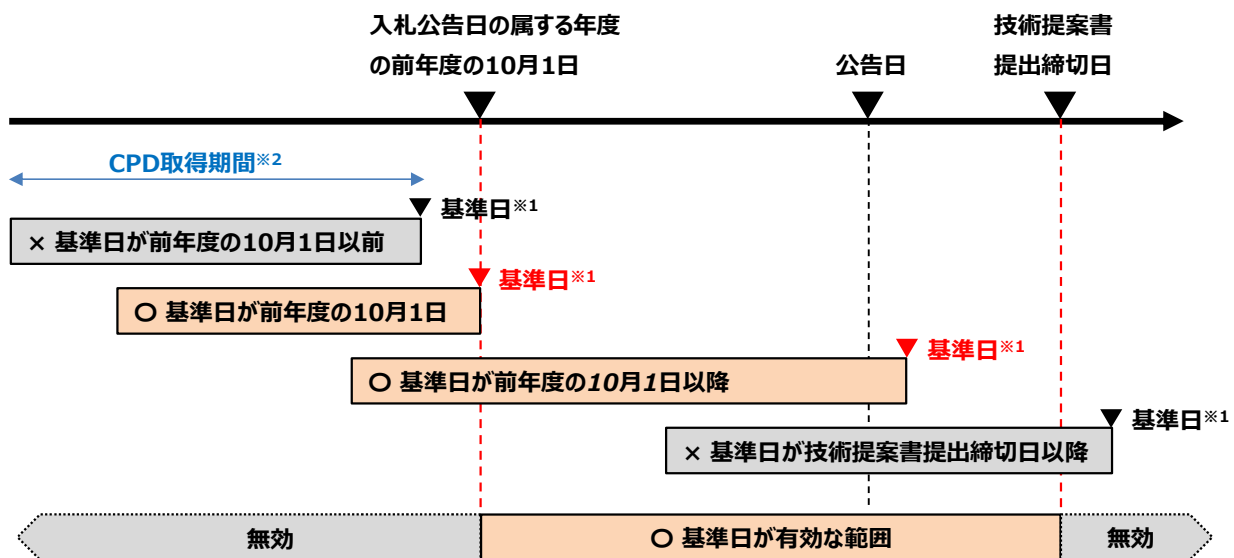 入札公告日の属する年度
の前年度の10月1日
公告日
技術提案書
提出締切日
CPD取得期間※2
基準日※1
× 基準日が前年度の10月1日以前
基準日※1
〇 基準日が前年度の10月1日
基準日※1
〇 基準日が前年度の10月1日以降
基準日※1
× 基準日が技術提案書提出締切日以降
無効
〇 基準日が有効な範囲
無効